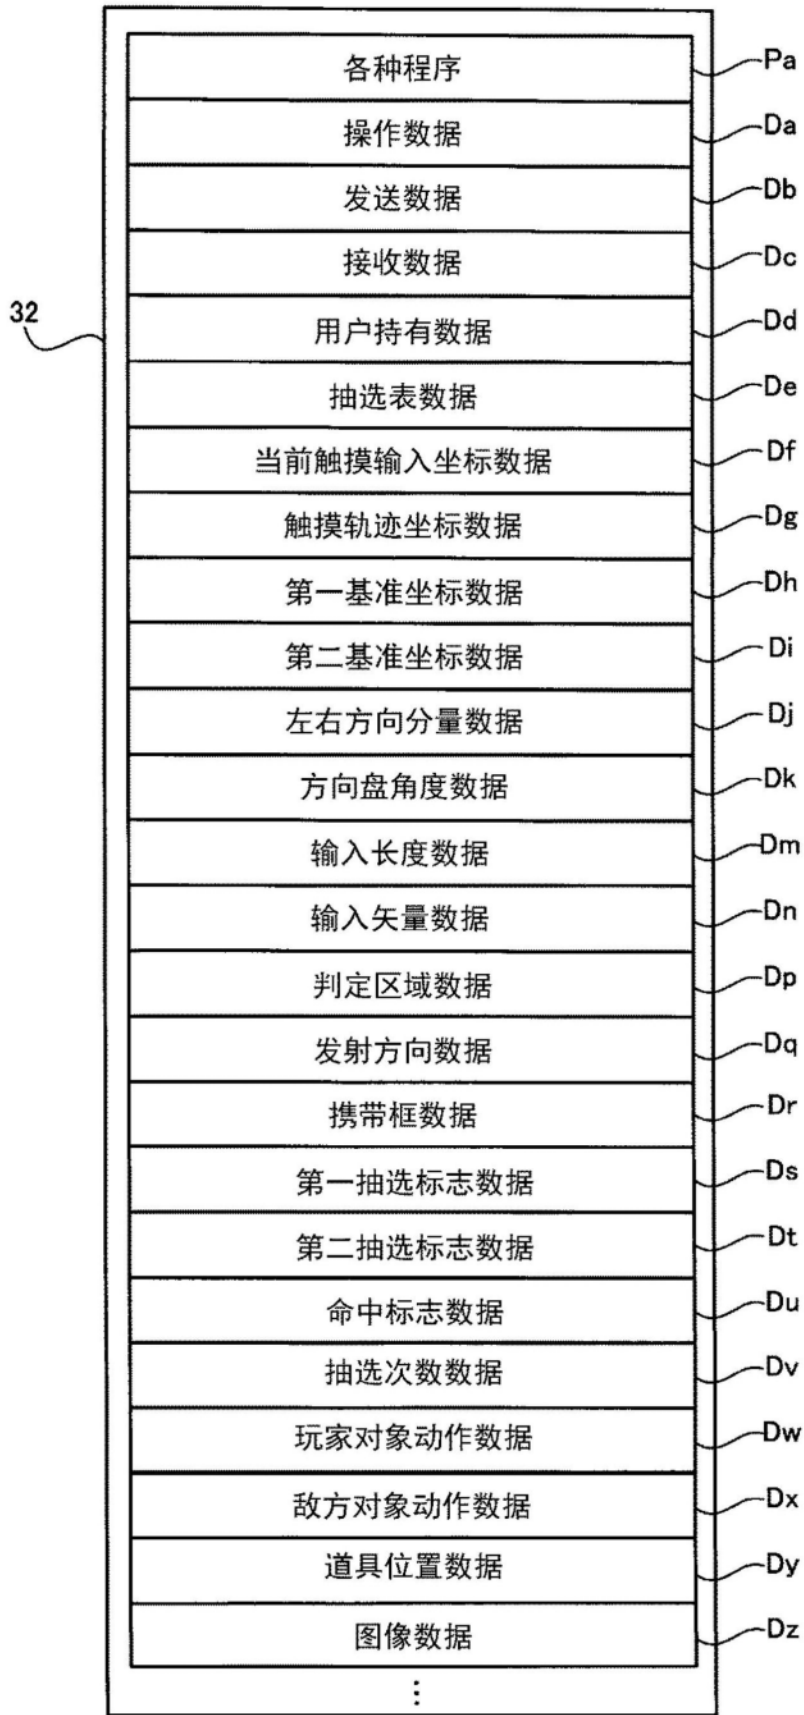 各种程序 Pa
操作数据 Da
发送数据 Db
接收数据 Dc
32
用户持有数据 Dd
抽选表数据 De
当前触摸输入坐标数据 Df
触摸轨迹坐标数据 Dg
第一基准坐标数据 Dh
第二基准坐标数据 Di
左右方向分量数据 Dj
方向盘角度数据 Dk
输入长度数据 Dm
输入矢量数据 Dn
判定区域数据 Dp
发射方向数据 Dq
携带框数据 Dr
第一抽选标志数据 Ds
第二抽选标志数据 Dt
命中标志数据 Du
抽选次数数据 Dv
玩家对象动作数据 Dw
敌方对象动作数据 Dx
道具位置数据 Dy
图像数据 Dz
⋮